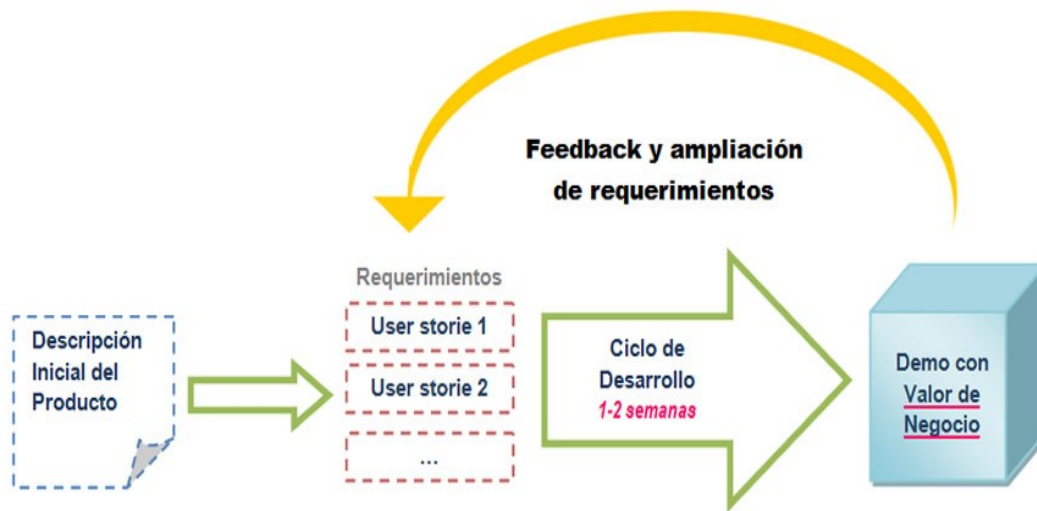 Feedback y ampliación
de requerimientos
Descripción
Inicial del
Producto
Requerimientos
User storie 1
User storie 2
...
Ciclo de
Desarrollo
1-2 semanas
Demo con
Valor de
Negocio